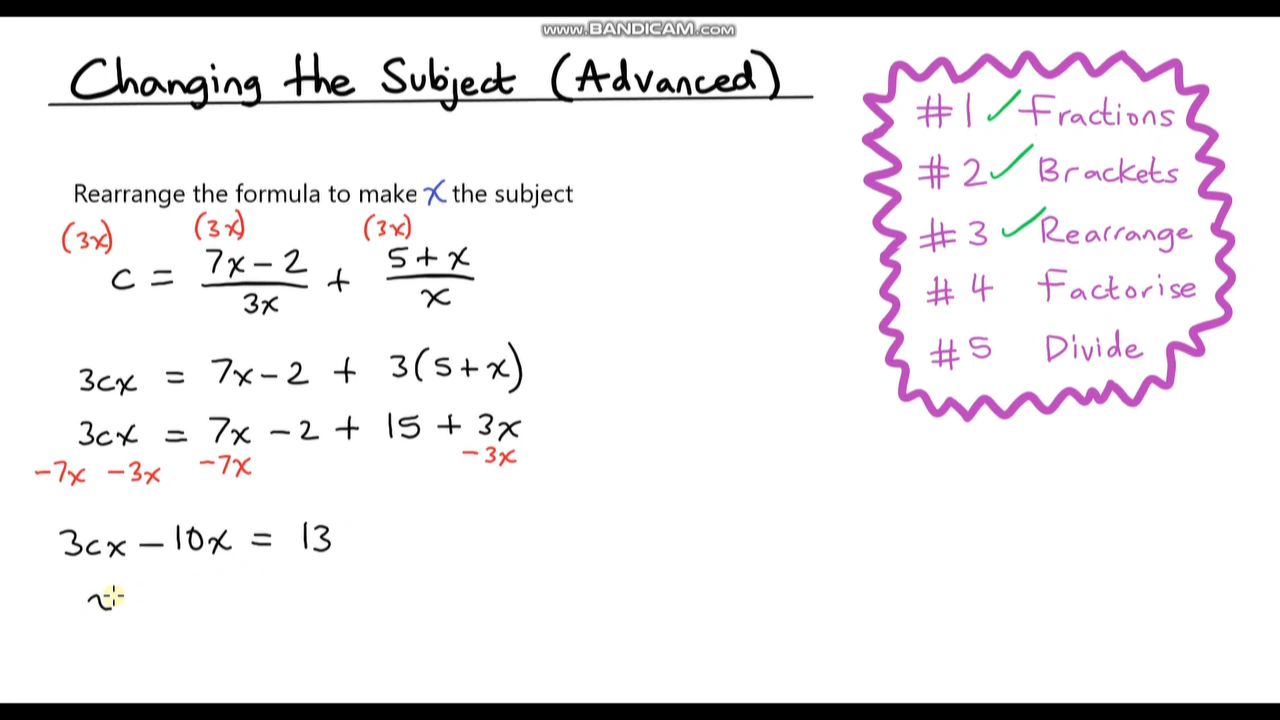 WWW.BANDICAM.COM
Changing the Subject (Advanced)
Rearrange the formula to make x the subject
(3x) (3x) (3x)
c = (7x - 2)/(3x) + (5 + x)/x
3cx = 7x - 2 + 3(5 + x)
3cx = 7x - 2 + 15 + 3x
-7x -3x -7x -3x
3cx - 10x = 13
#1 ✓ Fractions
#2 ✓ Brackets
#3 ✓ Rearrange
#4 Factorise
#5 Divide